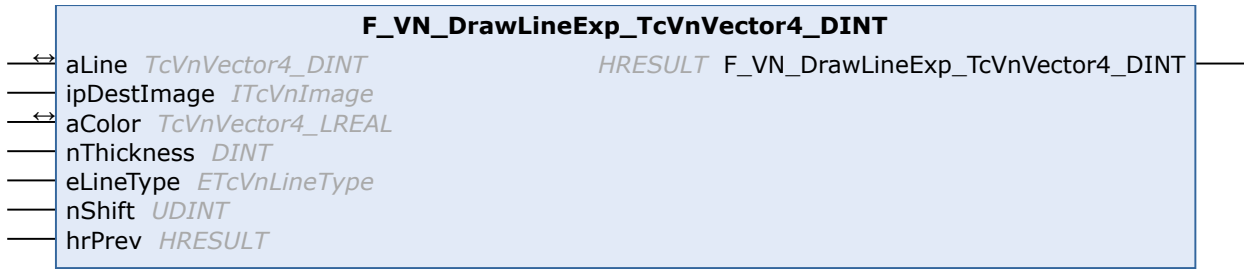 F_VN_DrawLineExp_TcVnVector4_DINT
aLine TcVnVector4_DINT HRESULT F_VN_DrawLineExp_TcVnVector4_DINT
ipDestImage ITcVnImage
aColor TcVnVector4_LREAL
nThickness DINT
eLineType ETcVnLineType
nShift UDINT
hrPrev HRESULT